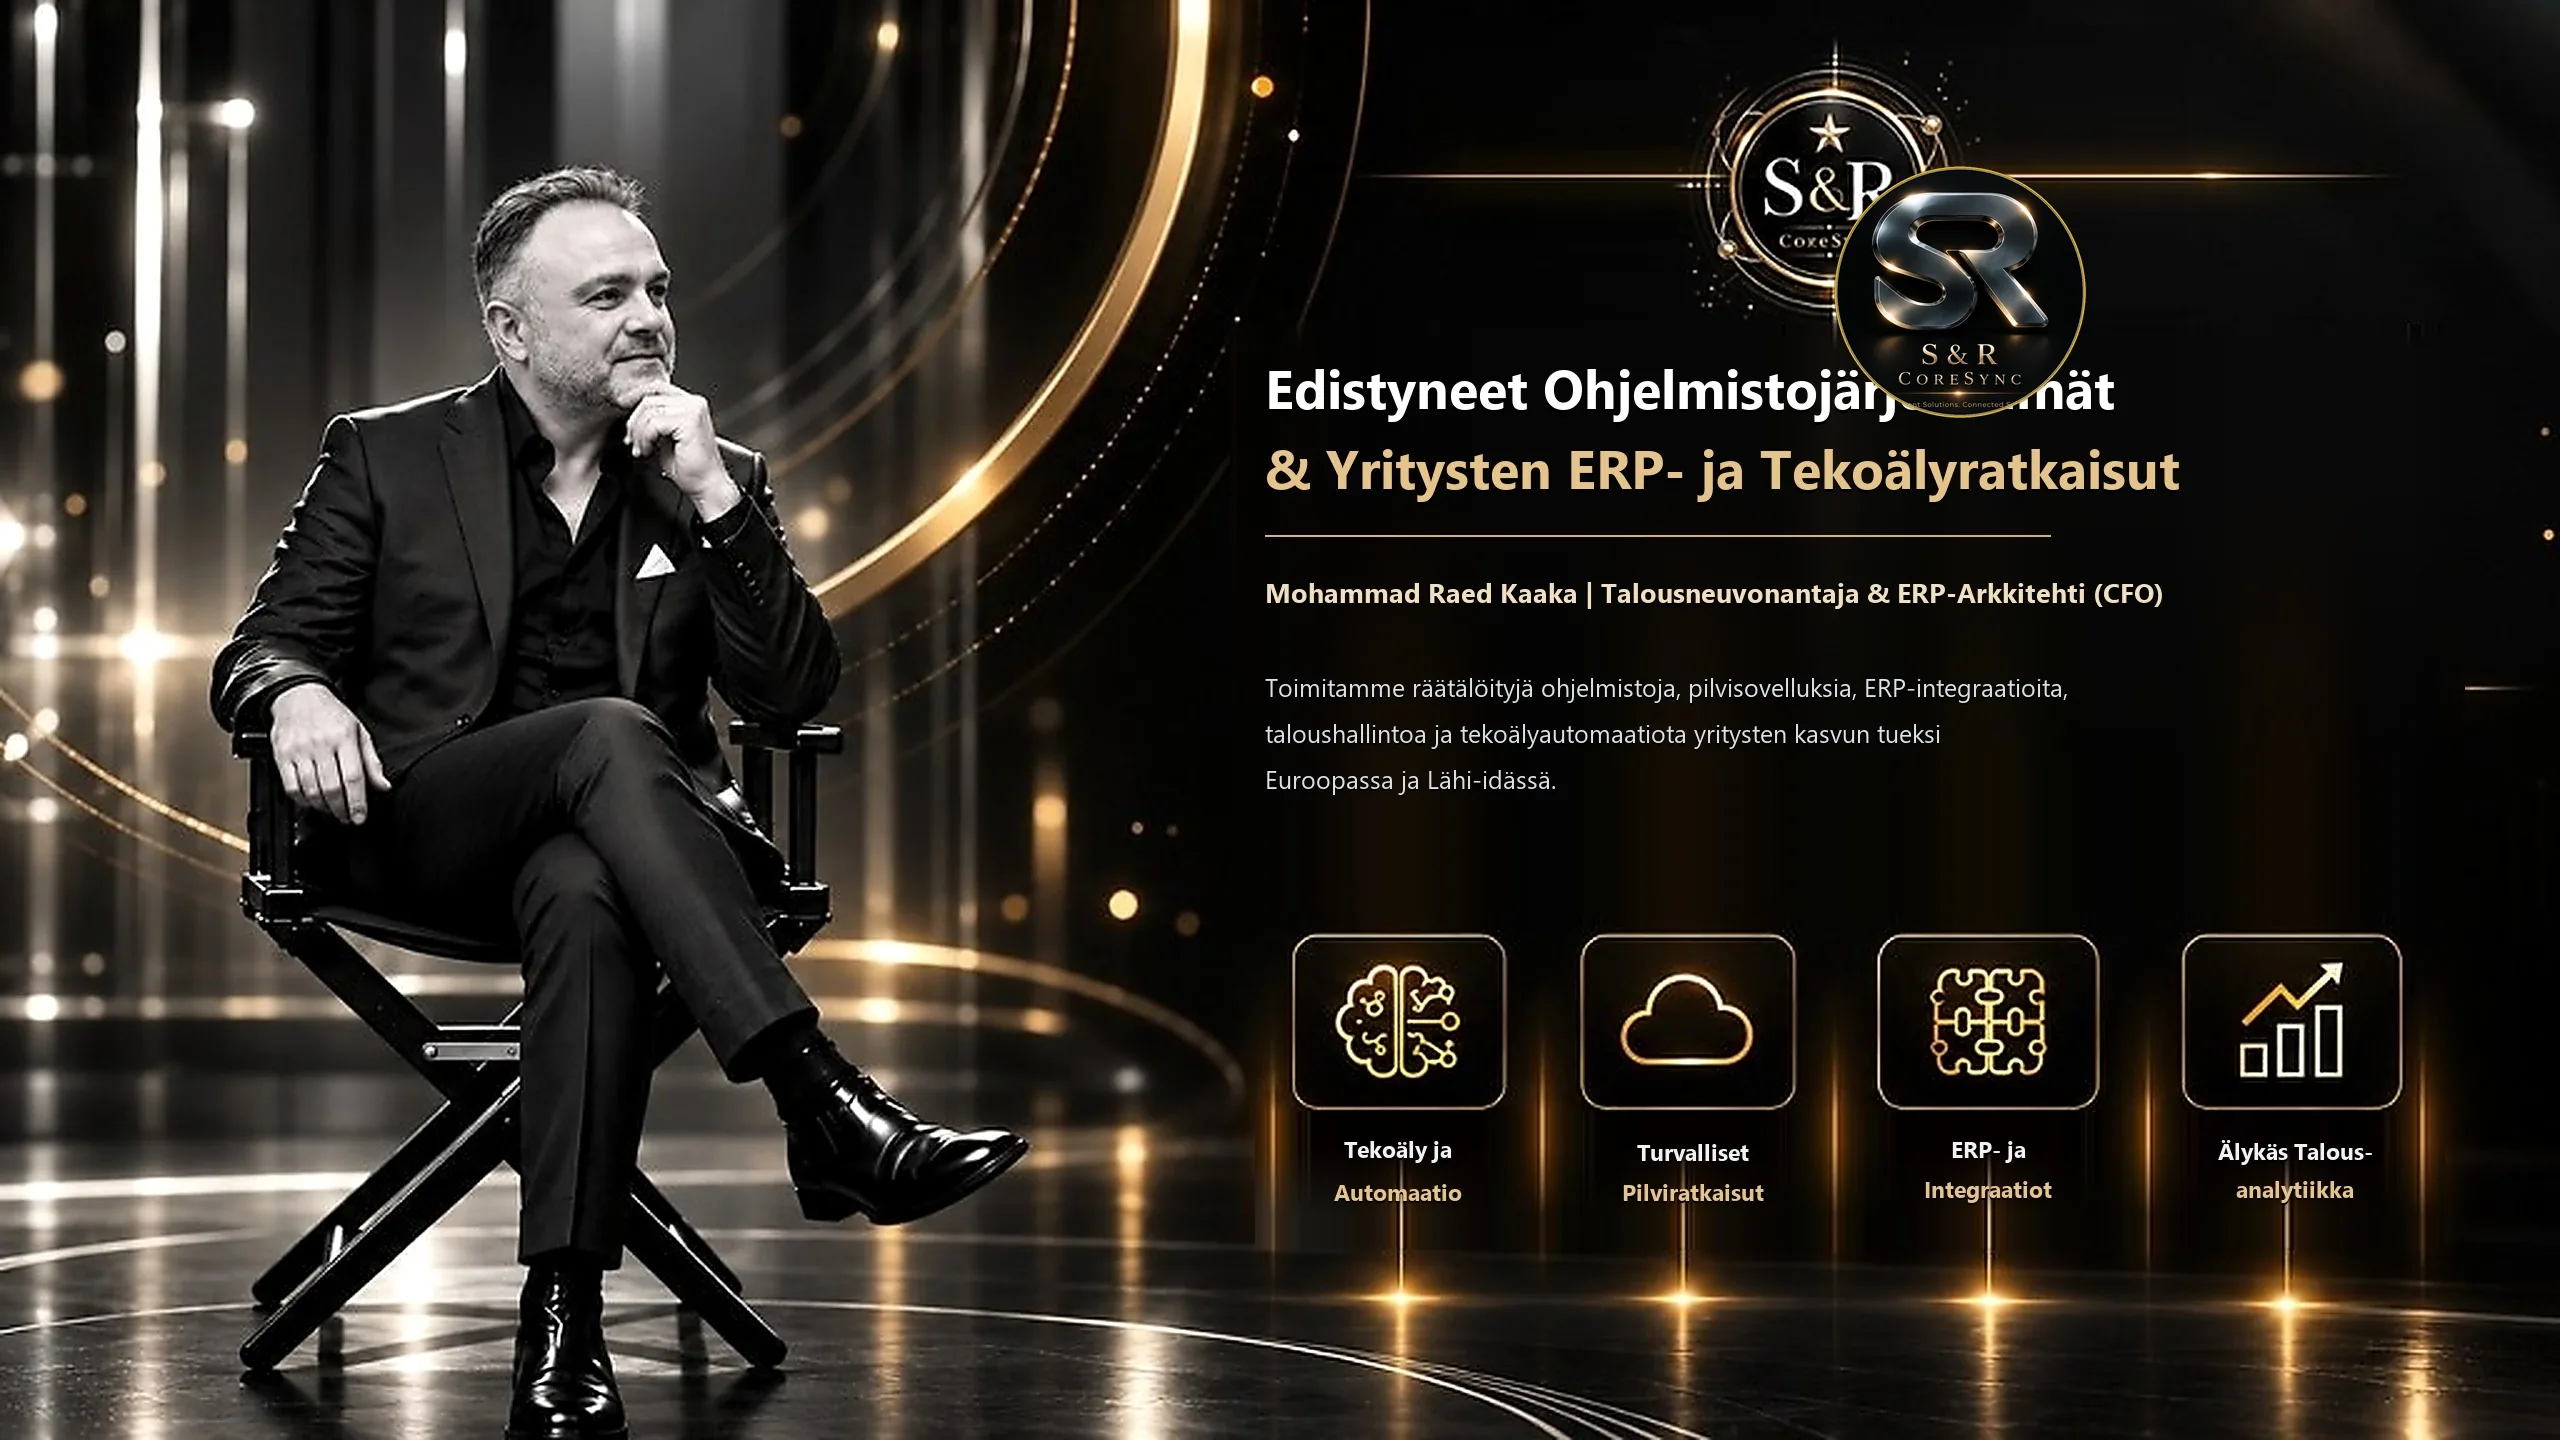 S&R
SR
S & R
CORESYNC
Edistyneet
& Yritysten ERP- ja Tekoälyratkaisut
Mohammad Raed Kaaka | Talousneuvonantaja & ERP-Arkkitehti (CFO)
Toimitamme räätälöityjä ohjelmistoja, pilvisovelluksia, ERP-integraatioita,
taloushallintoa ja tekoälyautomaatiota yritysten kasvun tueksi
Euroopassa ja Lähi-idässä.
Tekoäly ja
Automaatio
Turvalliset
Pilviratkaisut
ERP- ja
Integraatiot
Älykäs Talous-
analytiikka